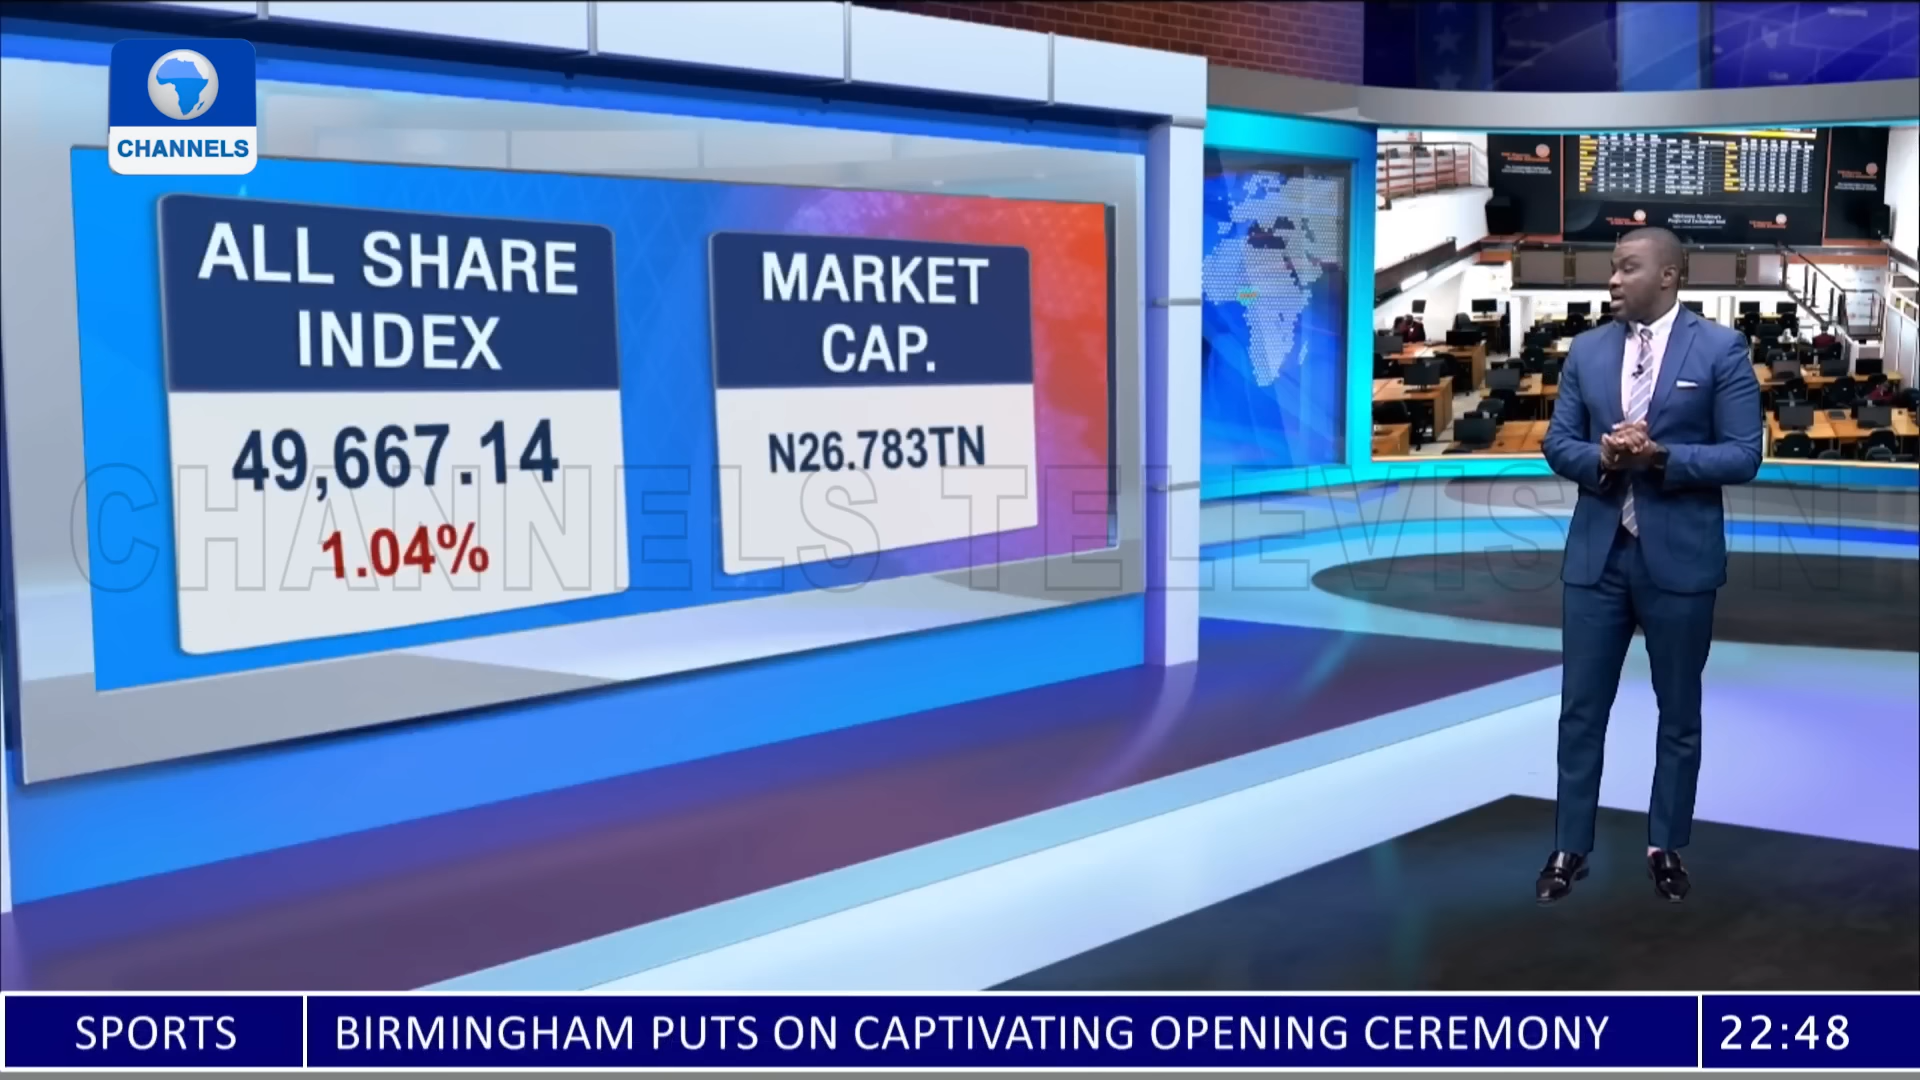 CHANNELS
ALL SHARE
INDEX
49,667.14
1.04%
MARKET
CAP.
N26.783TN
CHANNELS TELEVISION
SPORTS
BIRMINGHAM PUTS ON CAPTIVATING OPENING CEREMONY
22:48